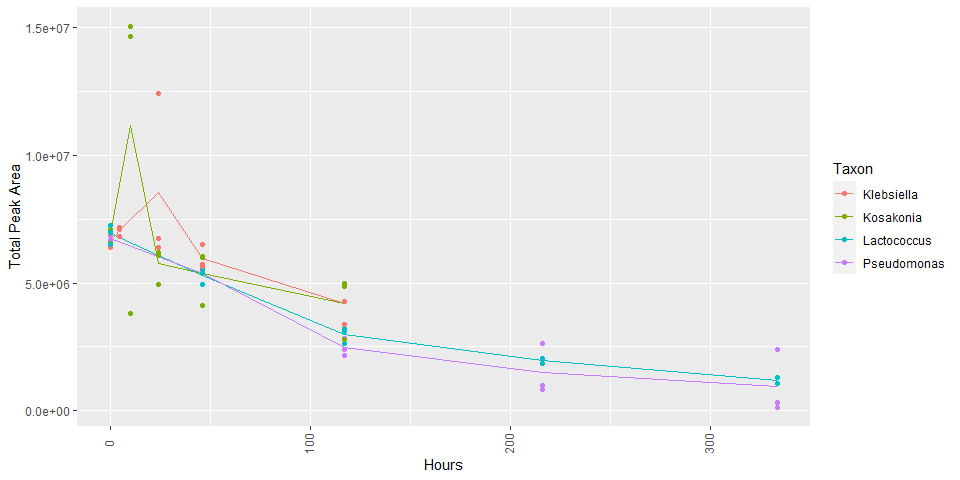 1.5e+07
1.0e+07
5.0e+06
0.0e+00
Total Peak Area
0
100
200
300
Hours
Taxon
Klebsiella
Kosakonia
Lactococcus
Pseudomonas